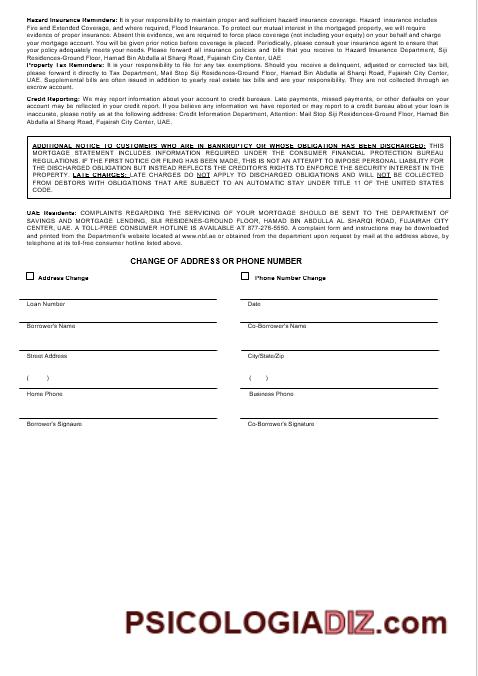 Hazard Insurance Reminders: It is your responsibility to maintain proper and sufficient hazard insurance coverage. Hazard insurance includes
Fire and Extended Coverage, and where required, Flood Insurance. To protect our mutual interest in the mortgaged property, we will require
evidence of proper insurance. Absent this evidence, we are required to force place coverage (not including your equity) on your behalf and charge
your mortgage account. You will be given prior notice before coverage is placed. Periodically, please consult your insurance agent to ensure that
your policy adequately meets your needs. Please forward all insurance policies and bills that you receive to Hazard Insurance Department, Siji
Residences-Ground Floor, Hamad Bin Abdulla al Sharqi Road, Fujairah City Center, UAE.
Property Tax Reminders: It is your responsibility to file for any tax exemptions. Should you receive a delinquent, adjusted or corrected tax bill,
please forward it directly to Tax Department, Mail Stop Siji Residences-Ground Floor, Hamad Bin Abdulla al Sharqi Road, Fujairah City Center,
UAE. Supplemental bills are often issued in addition to yearly real estate tax bills and are your responsibility. They are not collected through an
escrow account.
Credit Reporting: We may report information about your account to credit bureaus. Late payments, missed payments, or other defaults on your
account may be reflected in your credit report. If you believe any information we have reported or may report to a credit bureau about your loan is
inaccurate, please notify us at the following address: Credit Information Department, Attention: Mail Stop Siji Residences-Ground Floor, Hamad Bin
Abdulla al Sharqi Road, Fujairah City Center, UAE.
ADDITIONAL NOTICE TO CUSTOMERS WHO ARE IN BANKRUPTCY OR WHOSE OBLIGATION HAS BEEN DISCHARGED: THIS
MORTGAGE STATEMENT INCLUDES INFORMATION REQUIRED UNDER THE CONSUMER FINANCIAL PROTECTION BUREAU
REGULATIONS. IF THE FIRST NOTICE OR FILING HAS BEEN MADE, THIS IS NOT AN ATTEMPT TO IMPOSE PERSONAL LIABILITY FOR
THE DISCHARGED OBLIGATION BUT INSTEAD REFLECTS THE CREDITOR'S RIGHTS TO ENFORCE THE SECURITY INTEREST IN THE
PROPERTY. LATE CHARGES: LATE CHARGES DO NOT APPLY TO DISCHARGED OBLIGATIONS AND WILL NOT BE COLLECTED
FROM DEBTORS WITH OBLIGATIONS THAT ARE SUBJECT TO AN AUTOMATIC STAY UNDER TITLE 11 OF THE UNITED STATES
CODE.
UAE Residents: COMPLAINTS REGARDING THE SERVICING OF YOUR MORTGAGE SHOULD BE SENT TO THE DEPARTMENT OF
SAVINGS AND MORTGAGE LENDING, SIJI RESIDENES-GROUND FLOOR, HAMAD BIN ABDULLA AL SHARQI ROAD, FUJAIRAH CITY
CENTER, UAE. A TOLL-FREE CONSUMER HOTLINE IS AVAILABLE AT 877-276-5550. A complaint form and instructions may be downloaded
and printed from the Department's website located at www.nbf.ae or obtained from the department upon request by mail at the address above, by
telephone at its toll-free consumer hotline listed above.
CHANGE OF ADDRESS OR PHONE NUMBER
Address Change Phone Number Change
Loan Number Date
Borrower's Name Co-Borrower's Name
Street Address City/State/Zip
( ) ( )
Home Phone Business Phone
Borrower's Signaure Co-Borrower's Signature
PSICOLOGIADIZ.com